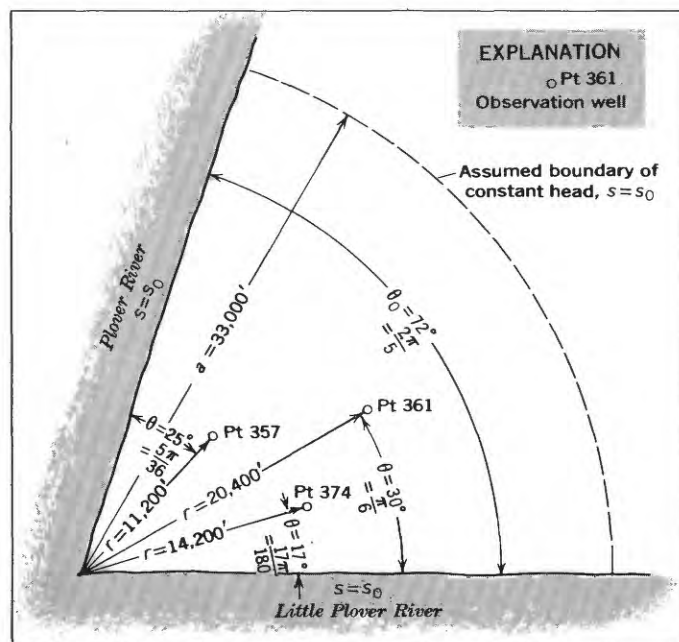 EXPLANATION
○ Pt 361
Observation well
Assumed boundary of
constant head, s=s₀
Plover River
s=s₀
a=33,000'
θ₀=72°
=2π/5
θ=25°
=5π/36
Pt 357
Pt 361
r=11,200'
r=20,400'
θ=30°
=π/6
Pt 374
r=14,200'
θ=17°
=17π/180
s=s₀
Little Plover River